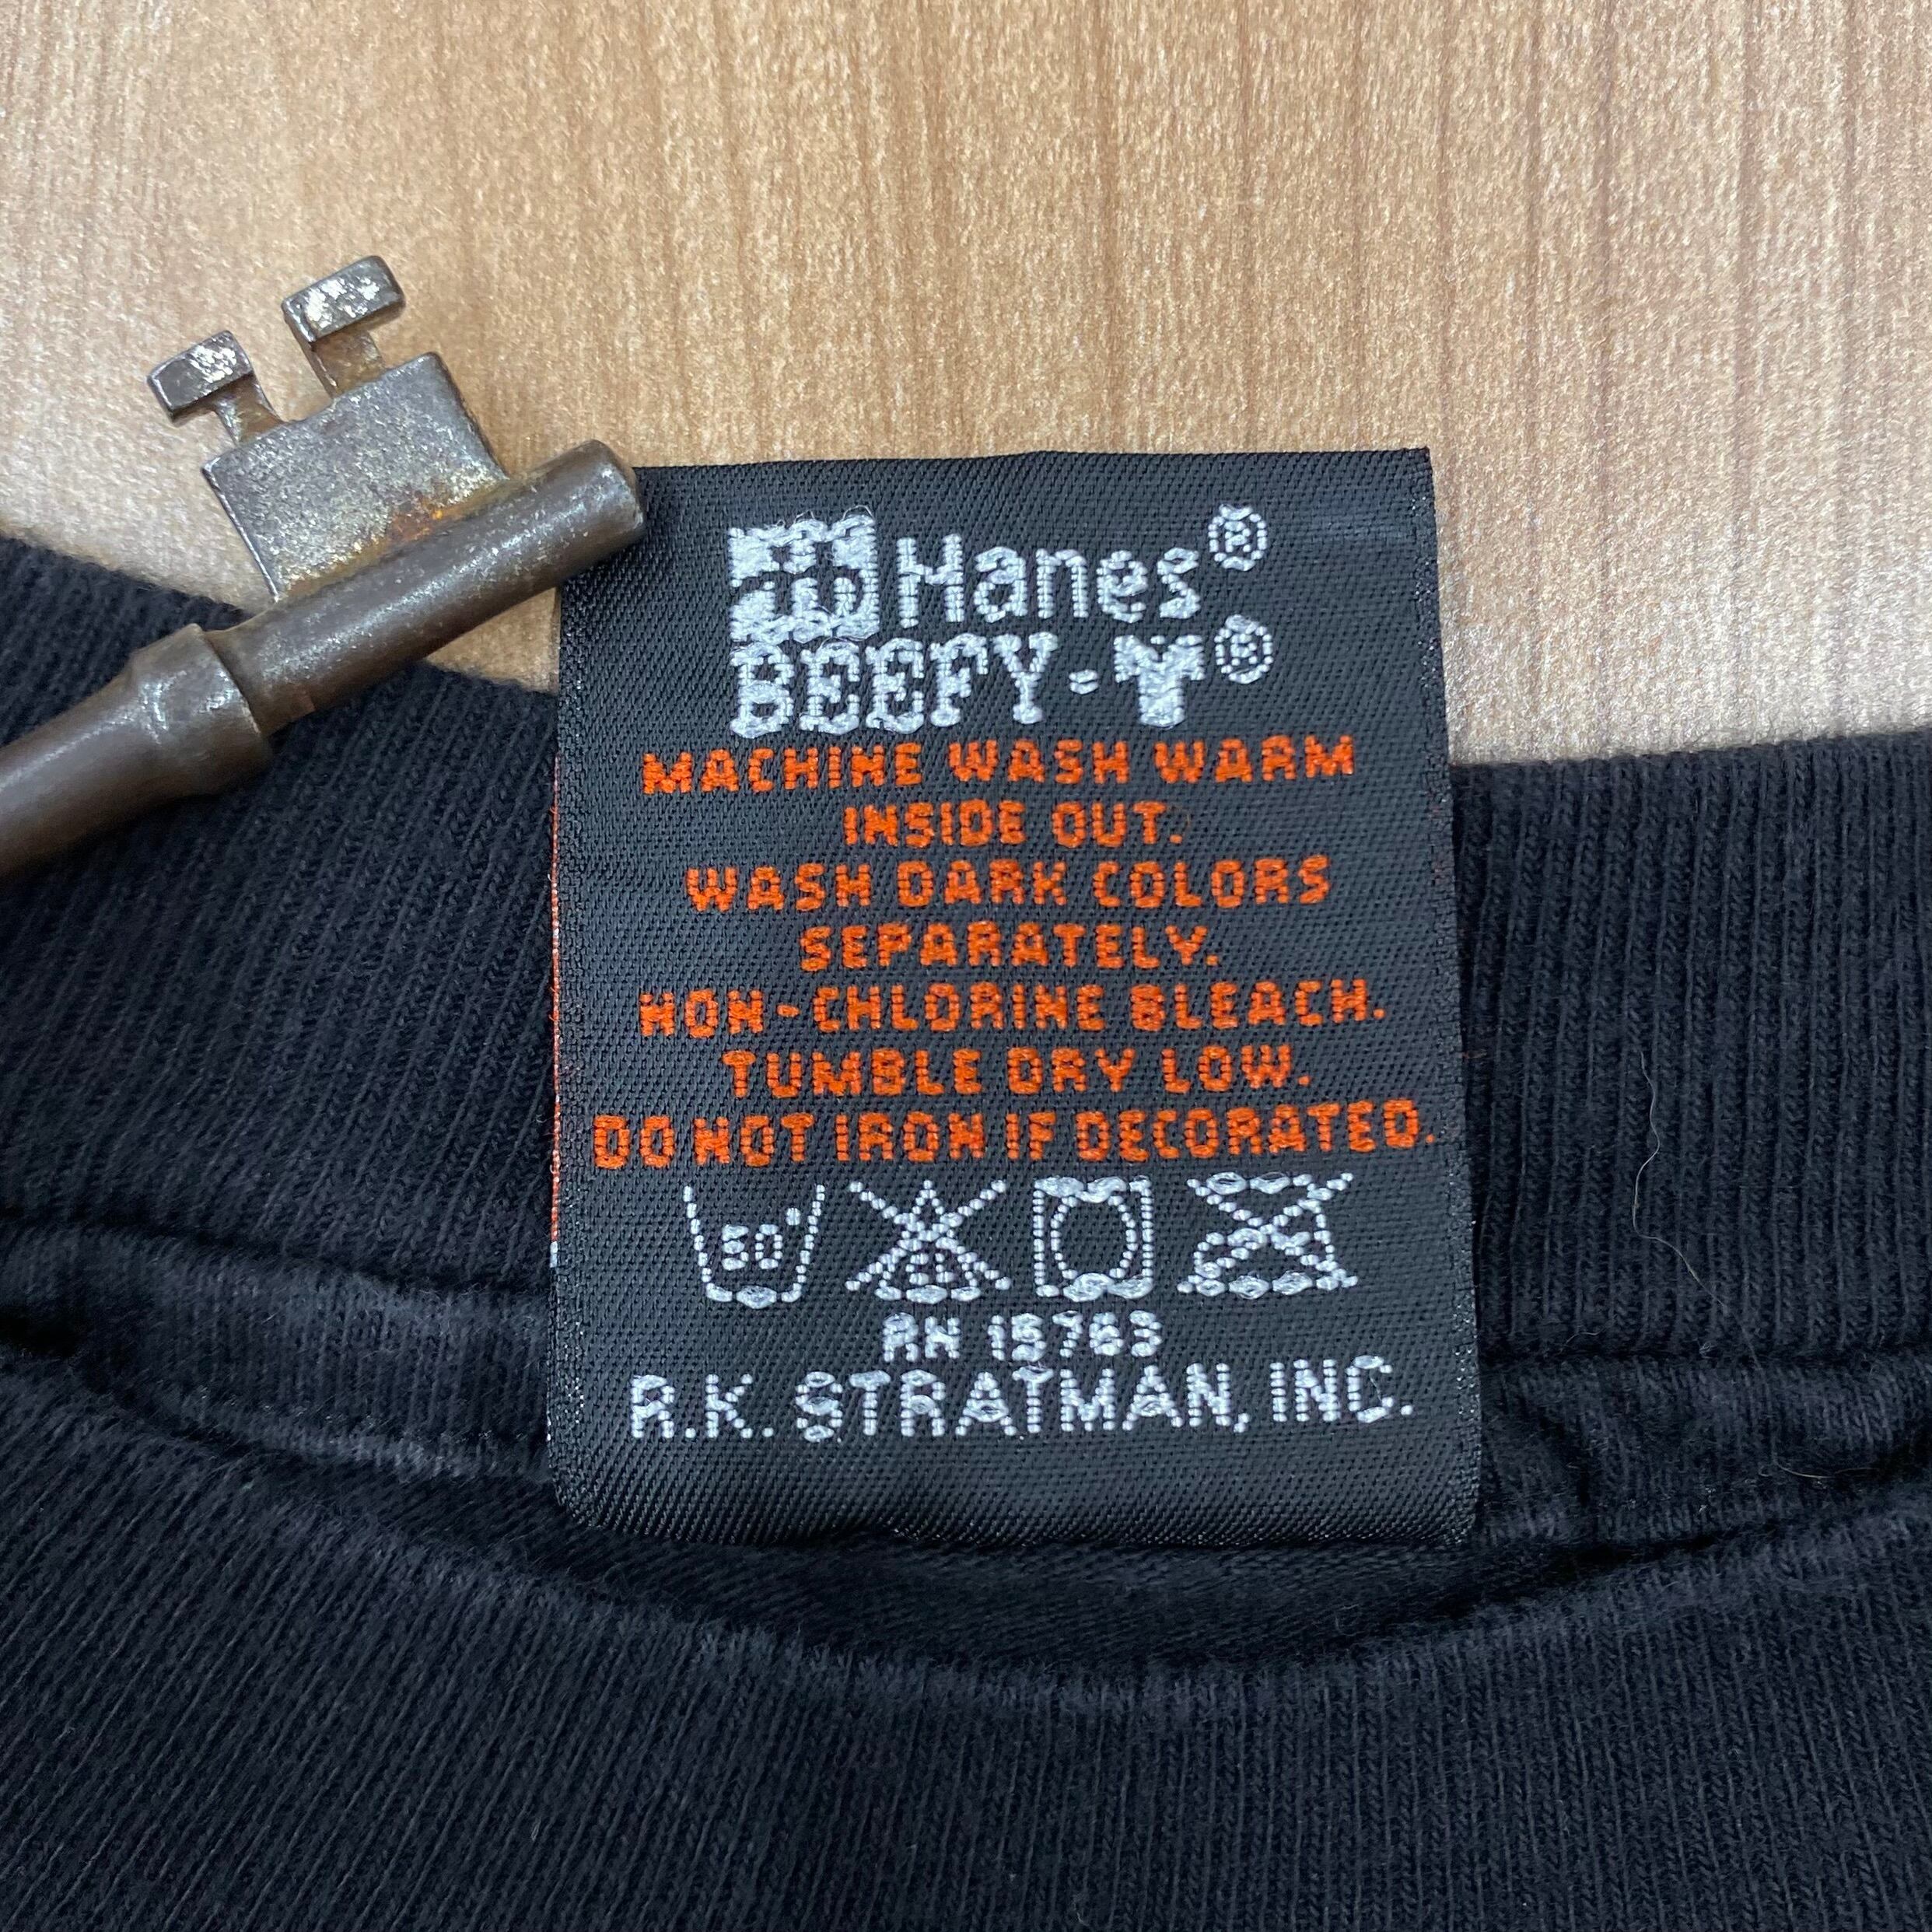 Hanes®
BEEFY-T®
MACHINE WASH WARM
INSIDE OUT.
WASH DARK COLORS
SEPARATELY.
NON-CHLORINE BLEACH.
TUMBLE DRY LOW.
DO NOT IRON IF DECORATED.
50°
RN 15763
R.K. STRATMAN, INC.